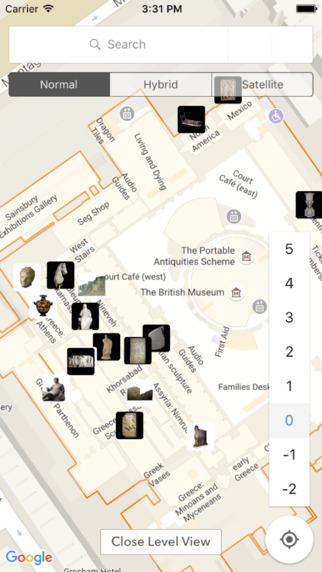 Carrier 3:31 PM
Search
Normal Hybrid Satellite
Mexico
North
America
Dragon
Tiles
Living and Dying
Audio
Guides
Court
Café (east)
Sainsbury
Exhibitions Gallery
Seg Shop
West
Stairs
The Portable
Antiquities Scheme
ourt Café (west)
The British Museum
Nineveh
Greece:
Athens
First Aid
Audio
Guides
Khorsabad
Assyria: Nimrud
Parthenon
Families Desk
Greek
Vases
early
Greece
Greece:
Minoans and
Myceneans
5
4
3
2
1
0
-1
-2
Close Level View
Google
Gresham Hotel